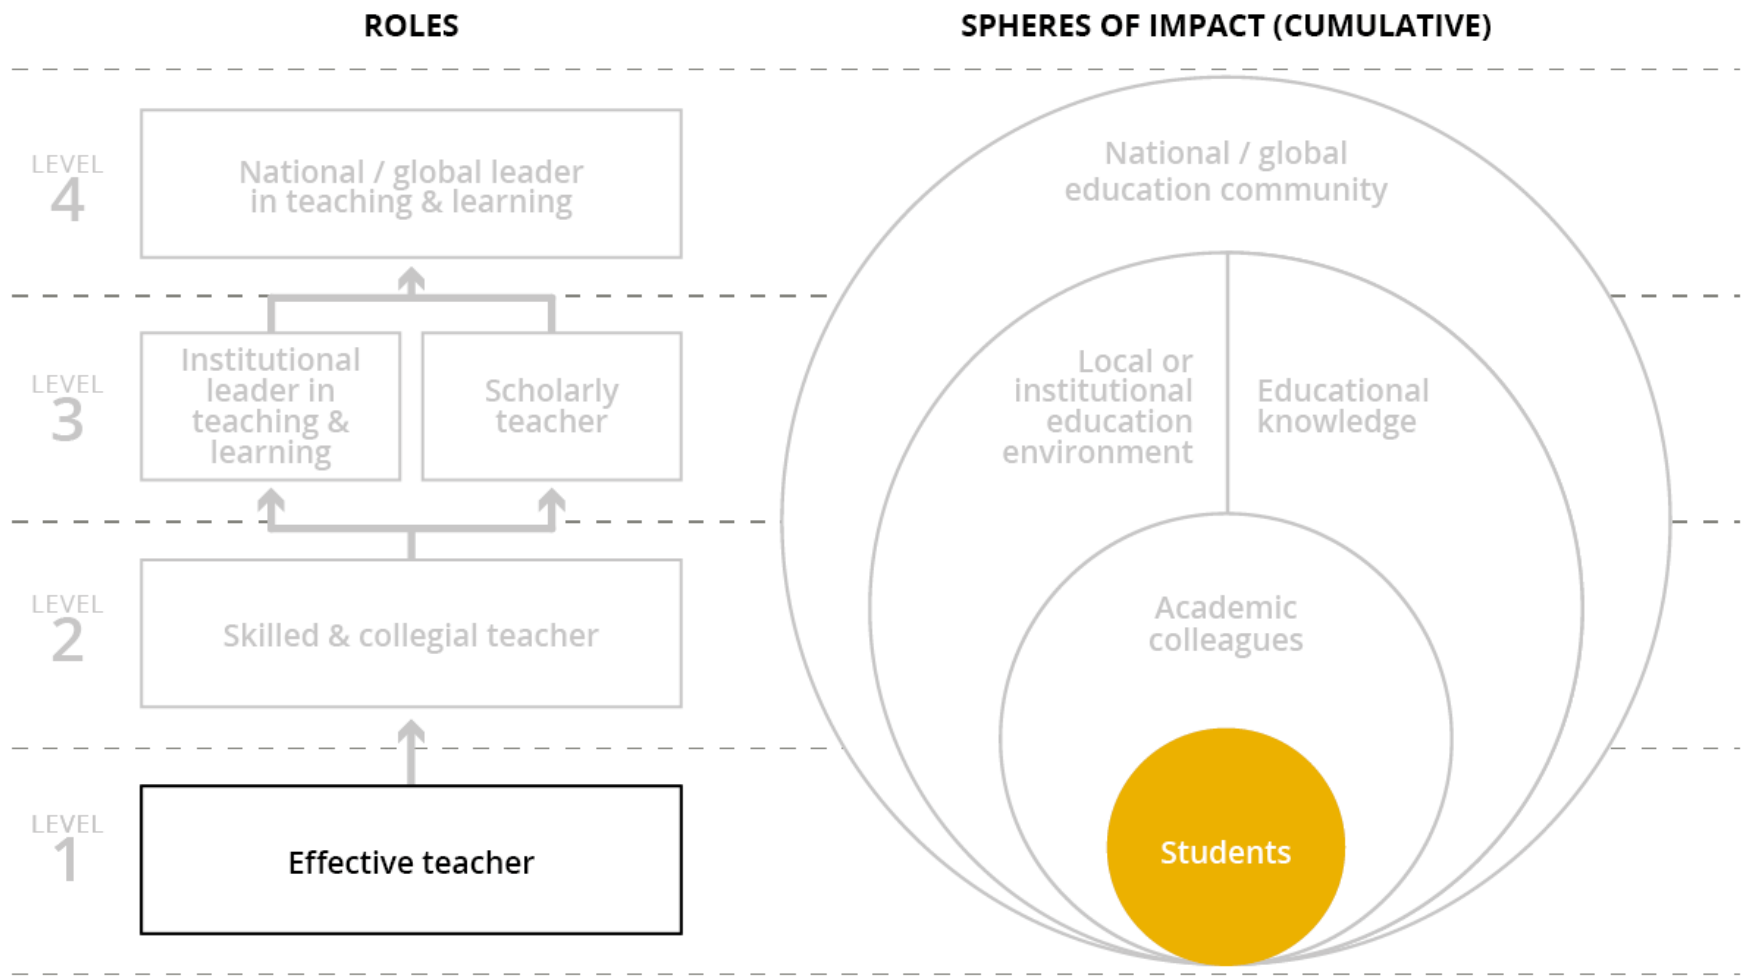 ROLES
SPHERES OF IMPACT (CUMULATIVE)
LEVEL
4
National / global leader
in teaching & learning
National / global
education community
LEVEL
3
Institutional
leader in
teaching &
learning
Scholarly
teacher
Local or
institutional
education
environment
Educational
knowledge
LEVEL
2
Skilled & collegial teacher
Academic
colleagues
LEVEL
1
Effective teacher
Students